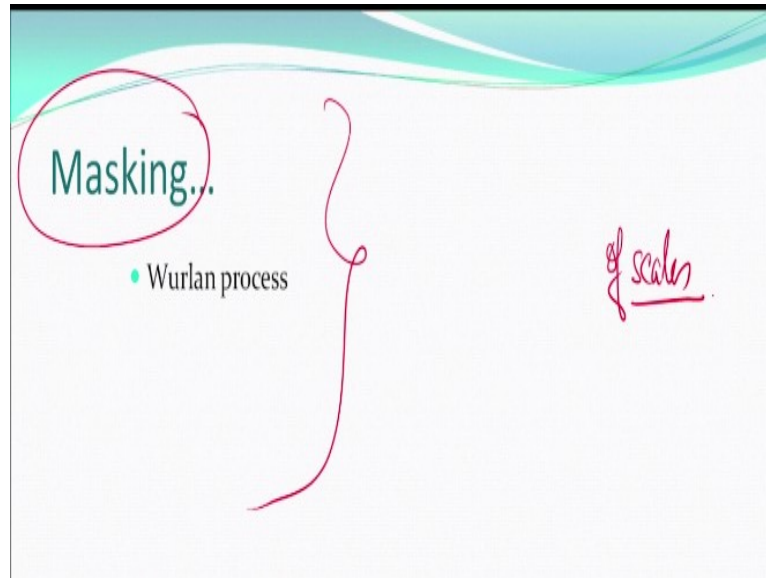 Masking...
• Wurlan process
of scales.